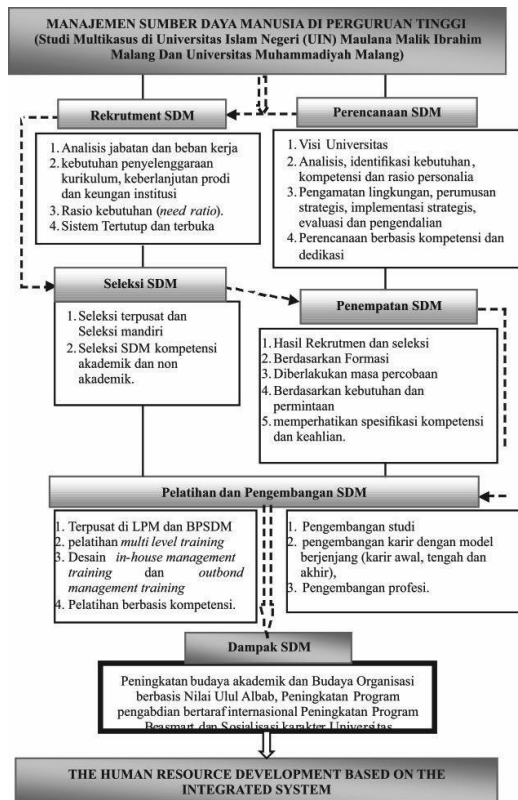 MANAJEMEN SUMBER DAYA MANUSIA DI PERGURUAN TINGGI
(Studi Multikasus di Universitas Islam Negeri (UIN) Maulana Malik Ibrahim
Malang Dan Universitas Muhammadiyah Malang)
Rekrutment SDM
1. Analisis jabatan dan beban kerja
2. kebutuhan penyelenggaraan
kurikulum, keberlanjutan prodi
dan keungan institusi
3. Rasio kebutuhan (need ratio).
4. Sistem Tertutup dan terbuka
Perencanaan SDM
1. Visi Universitas
2. Analisis, identifikasi kebutuhan,
kompetensi dan rasio personalia
3. Pengamatan lingkungan, perumusan
strategis, implementasi strategis,
evaluasi dan pengendalian
4. Perencanaan berbasis kompetensi dan
dedikasi
Seleksi SDM
1. Seleksi terpusat dan
Seleksi mandiri
2. Seleksi SDM kompetensi
akademik dan non
akademik.
Penempatan SDM
1. Hasil Rekrutmen dan seleksi
2. Berdasarkan Formasi
3. Diberlakukan masa percobaan
4. Berdasarkan kebutuhan dan
permintaan
5. memperhatikan spesifikasi kompetensi
dan keahlian.
Pelatihan dan Pengembangan SDM
1. Terpusat di LPM dan BPSDM
2. pelatihan multi level training
3. Desain in-house management
training dan outbond
management training
4. Pelatihan berbasis kompetensi.
1. Pengembangan studi
2. pengembangan karir dengan model
berjenjang (karir awal, tengah dan
akhir),
3. Pengembangan profesi.
Dampak SDM
Peningkatan budaya akademik dan Budaya Organisasi
berbasis Nilai Ulul Albab, Peningkatan Program
pengabdian bertaraf internasional Peningkatan Program
Beasmart dan Sosialisasi karakter Universitas
THE HUMAN RESOURCE DEVELOPMENT BASED ON THE
INTEGRATED SYSTEM